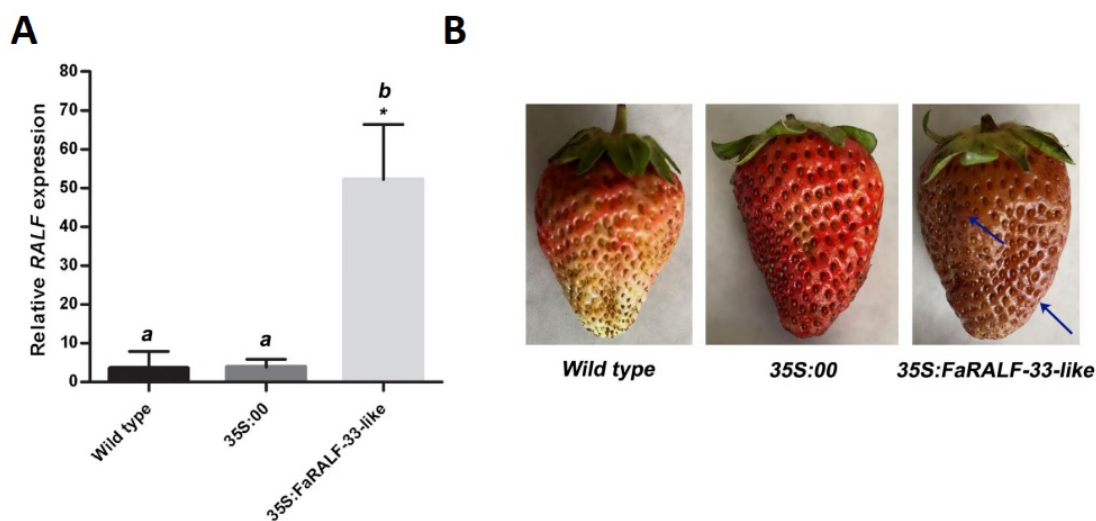 A
B
Relative RALF expression
80
70
60
50
40
30
20
10
0
a
a
b
*
Wild type
35S:00
35S:FaRALF-33-like
Wild type
35S:00
35S:FaRALF-33-like